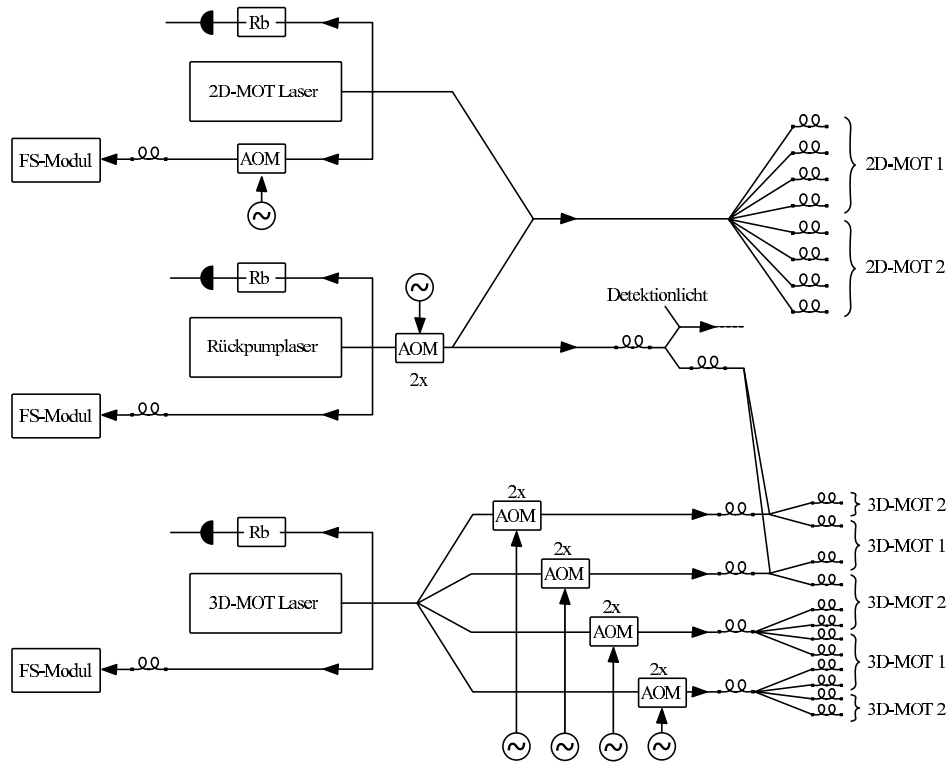 Rb
2D-MOT Laser
FS-Modul
AOM
2D-MOT 1
2D-MOT 2
Rb
Detektionlicht
Rückpumplaser
AOM
2x
FS-Modul
2x
AOM
3D-MOT 2
Rb
3D-MOT 1
2x
AOM
3D-MOT Laser
3D-MOT 2
2x
AOM
3D-MOT 1
FS-Modul
2x
AOM
3D-MOT 2